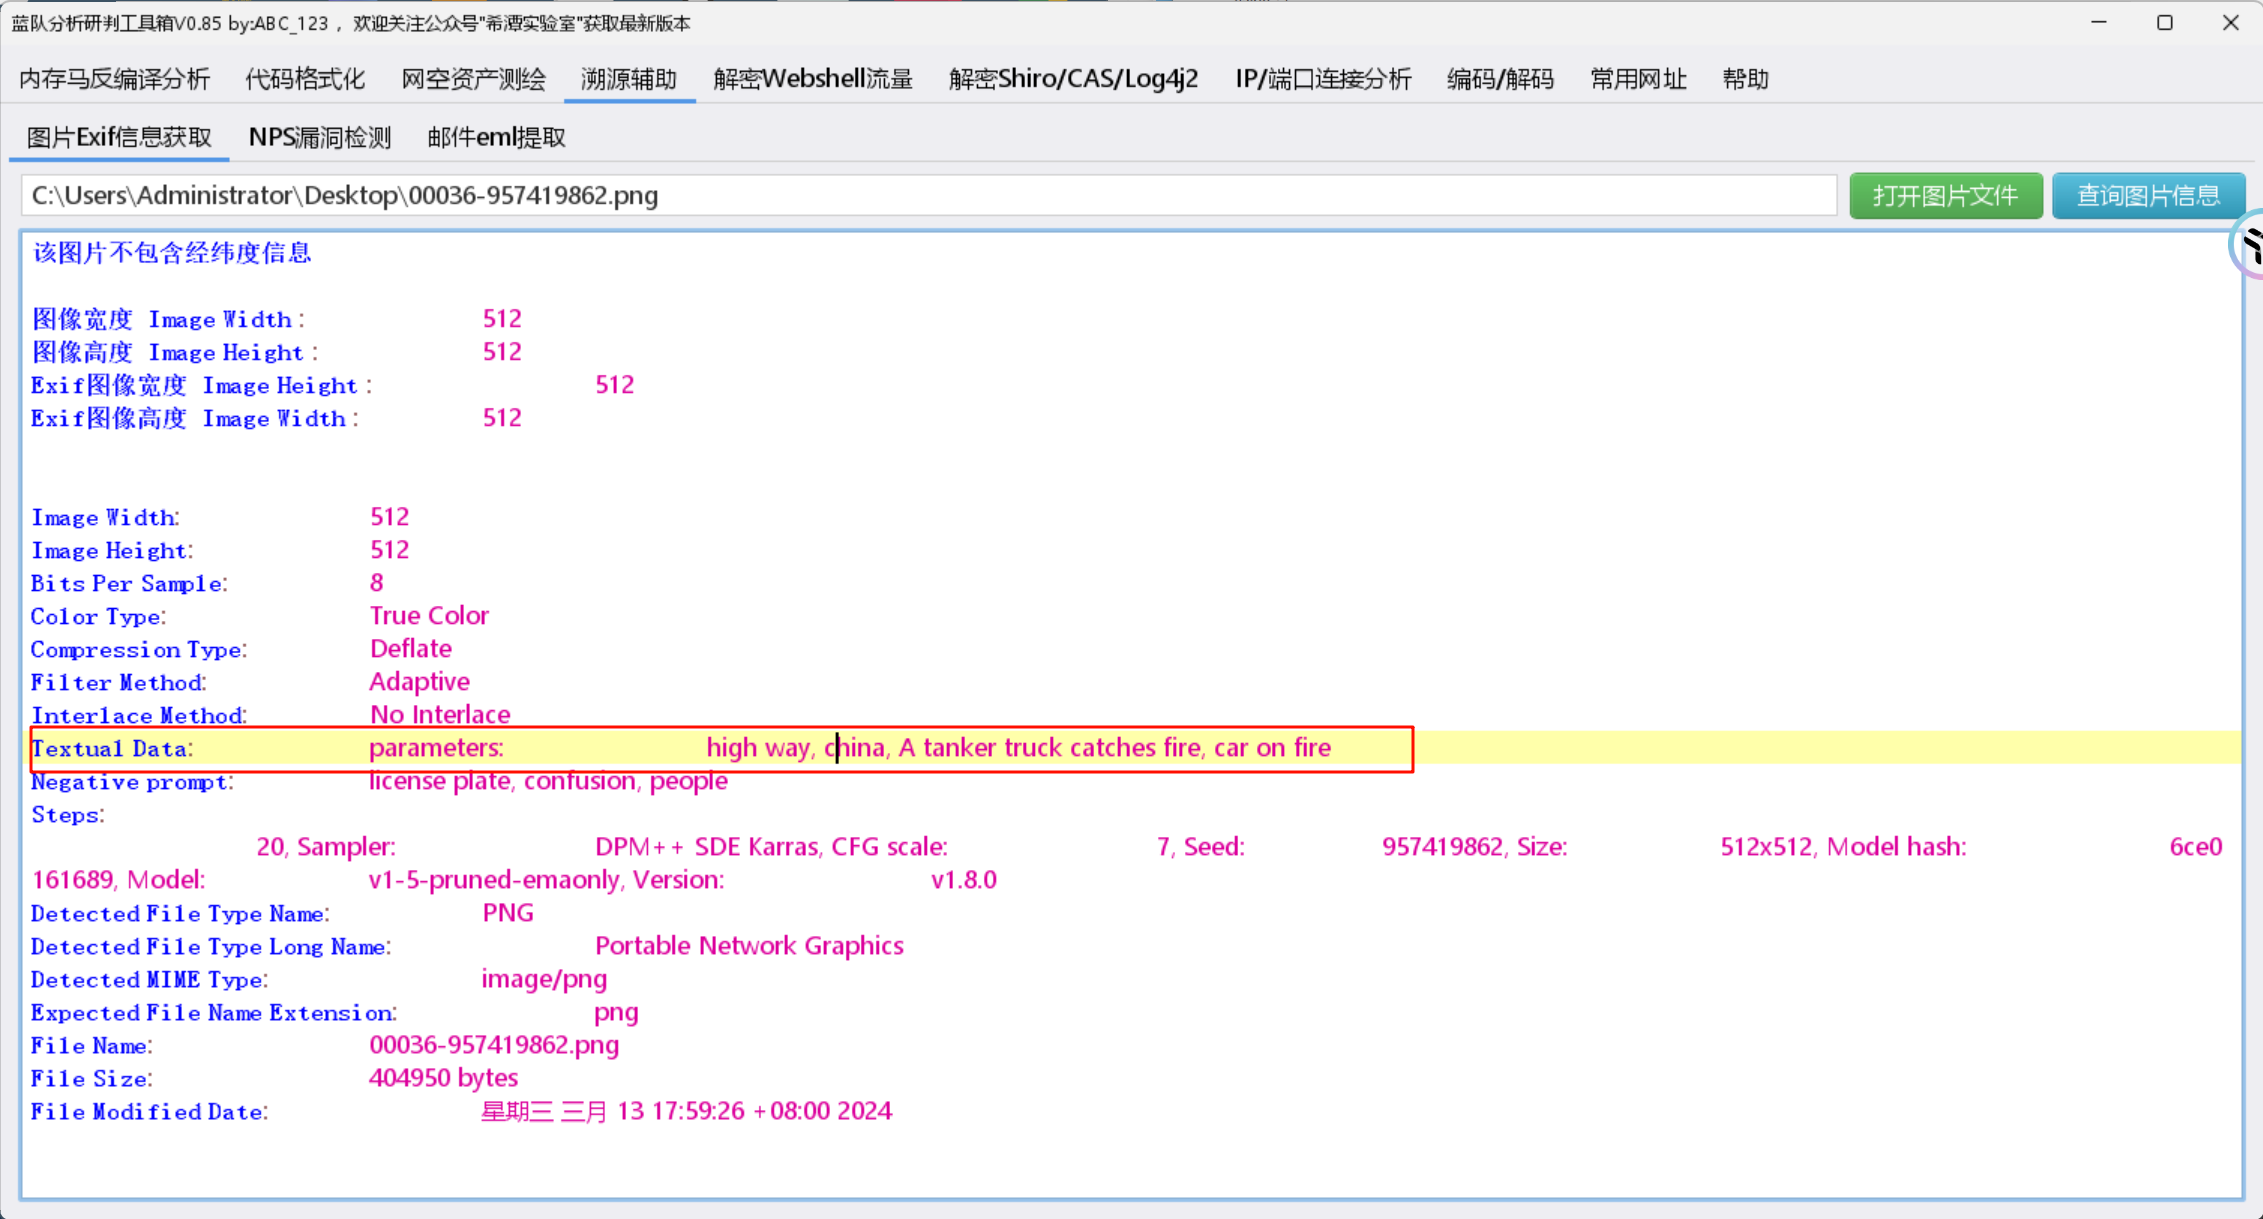 蓝队分析研判工具箱V0.85 by:ABC_123 ，欢迎关注公众号"希潭实验室"获取最新版本
内存马反编译分析 代码格式化 网空资产测绘 溯源辅助 解密Webshell流量 解密Shiro/CAS/Log4j2 IP/端口连接分析 编码/解码 常用网址 帮助
图片Exif信息获取 NPS漏洞检测 邮件eml提取
C:\Users\Administrator\Desktop\00036-957419862.png 打开图片文件 查询图片信息
该图片不包含经纬度信息
图像宽度 Image Width： 512
图像高度 Image Height： 512
Exif图像宽度 Image Height： 512
Exif图像高度 Image Width： 512
Image Width: 512
Image Height: 512
Bits Per Sample: 8
Color Type: True Color
Compression Type: Deflate
Filter Method: Adaptive
Interlace Method: No Interlace
Textual Data: parameters: high way, china, A tanker truck catches fire, car on fire
Negative prompt: license plate, confusion, people
Steps:
20, Sampler: DPM++ SDE Karras, CFG scale: 7, Seed: 957419862, Size: 512x512, Model hash: 6ce0
161689, Model: v1-5-pruned-emaonly, Version: v1.8.0
Detected File Type Name: PNG
Detected File Type Long Name: Portable Network Graphics
Detected MIME Type: image/png
Expected File Name Extension: png
File Name: 00036-957419862.png
File Size: 404950 bytes
File Modified Date: 星期三 三月 13 17:59:26 +08:00 2024